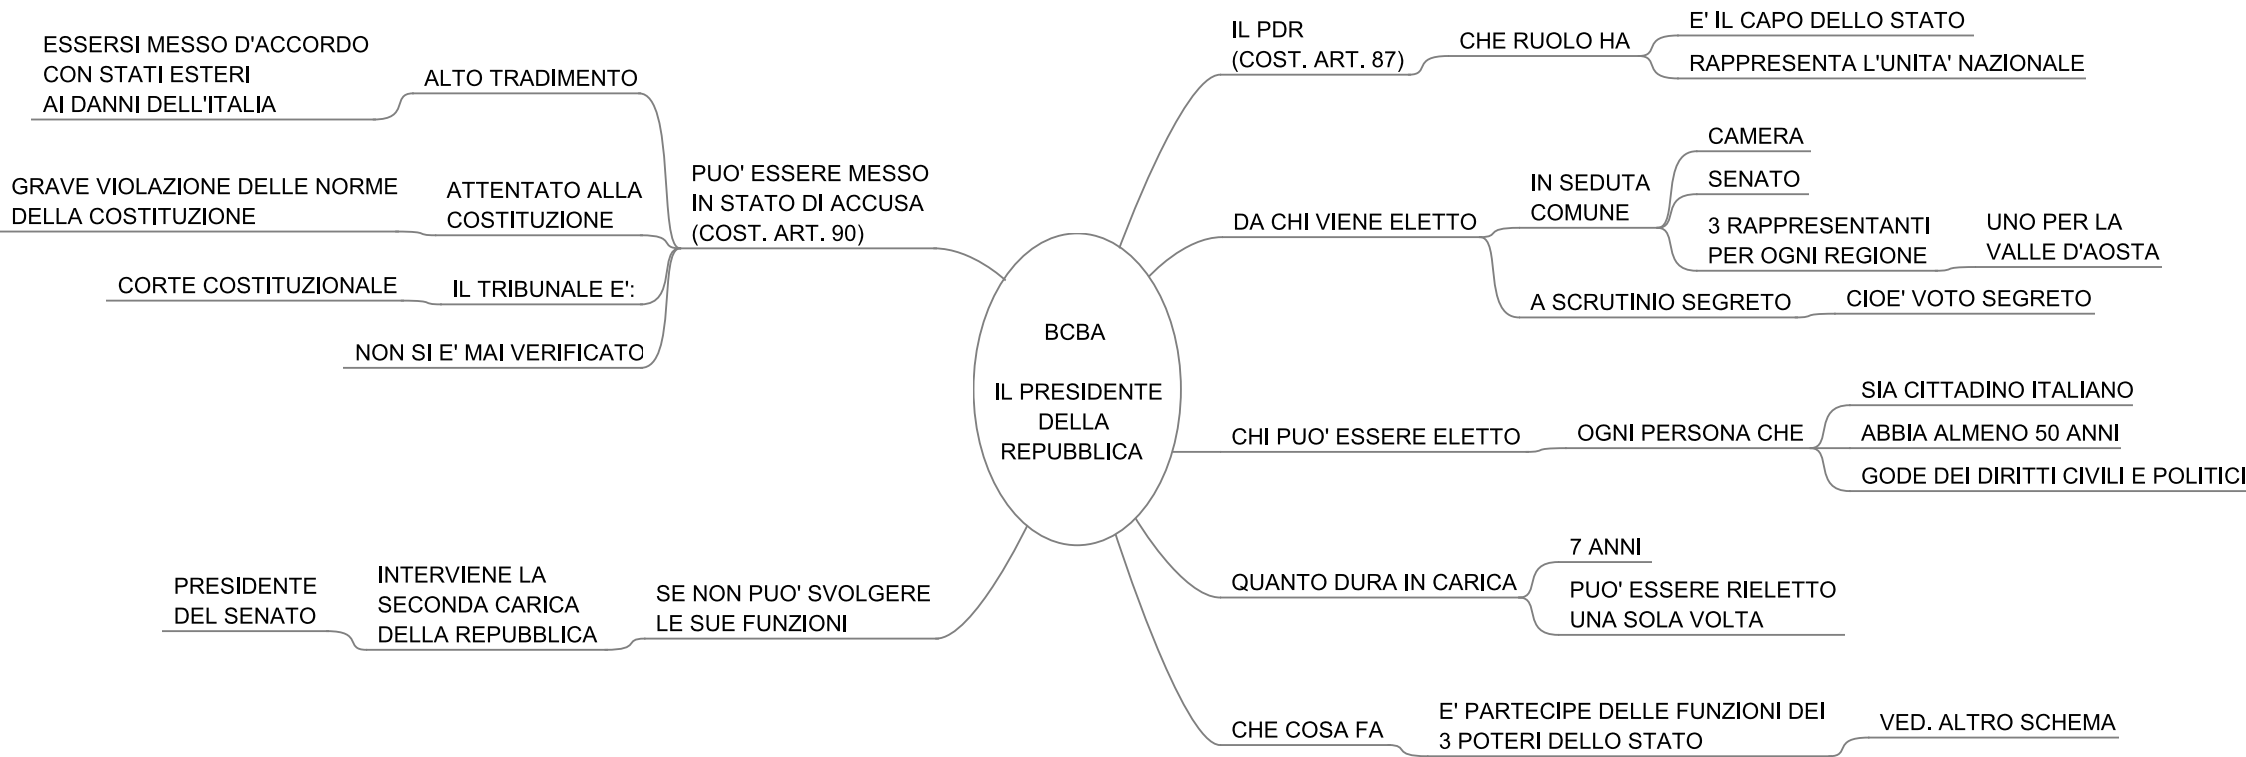 BCBA
IL PRESIDENTE
DELLA
REPUBBLICA
IL PDR
(COST. ART. 87)
CHE RUOLO HA
E' IL CAPO DELLO STATO
RAPPRESENTA L'UNITA' NAZIONALE
DA CHI VIENE ELETTO
IN SEDUTA
COMUNE
CAMERA
SENATO
3 RAPPRESENTANTI
PER OGNI REGIONE
UNO PER LA
VALLE D'AOSTA
A SCRUTINIO SEGRETO
CIOE' VOTO SEGRETO
CHI PUO' ESSERE ELETTO
OGNI PERSONA CHE
SIA CITTADINO ITALIANO
ABBIA ALMENO 50 ANNI
GODE DEI DIRITTI CIVILI E POLITICI
QUANTO DURA IN CARICA
7 ANNI
PUO' ESSERE RIELETTO
UNA SOLA VOLTA
CHE COSA FA
E' PARTECIPE DELLE FUNZIONI DEI
3 POTERI DELLO STATO
VED. ALTRO SCHEMA
PUO' ESSERE MESSO
IN STATO DI ACCUSA
(COST. ART. 90)
ALTO TRADIMENTO
ESSERSI MESSO D'ACCORDO
CON STATI ESTERI
AI DANNI DELL'ITALIA
ATTENTATO ALLA
COSTITUZIONE
GRAVE VIOLAZIONE DELLE NORME
DELLA COSTITUZIONE
IL TRIBUNALE E':
CORTE COSTITUZIONALE
NON SI E' MAI VERIFICATO
SE NON PUO' SVOLGERE
LE SUE FUNZIONI
INTERVIENE LA
SECONDA CARICA
DELLA REPUBBLICA
PRESIDENTE
DEL SENATO